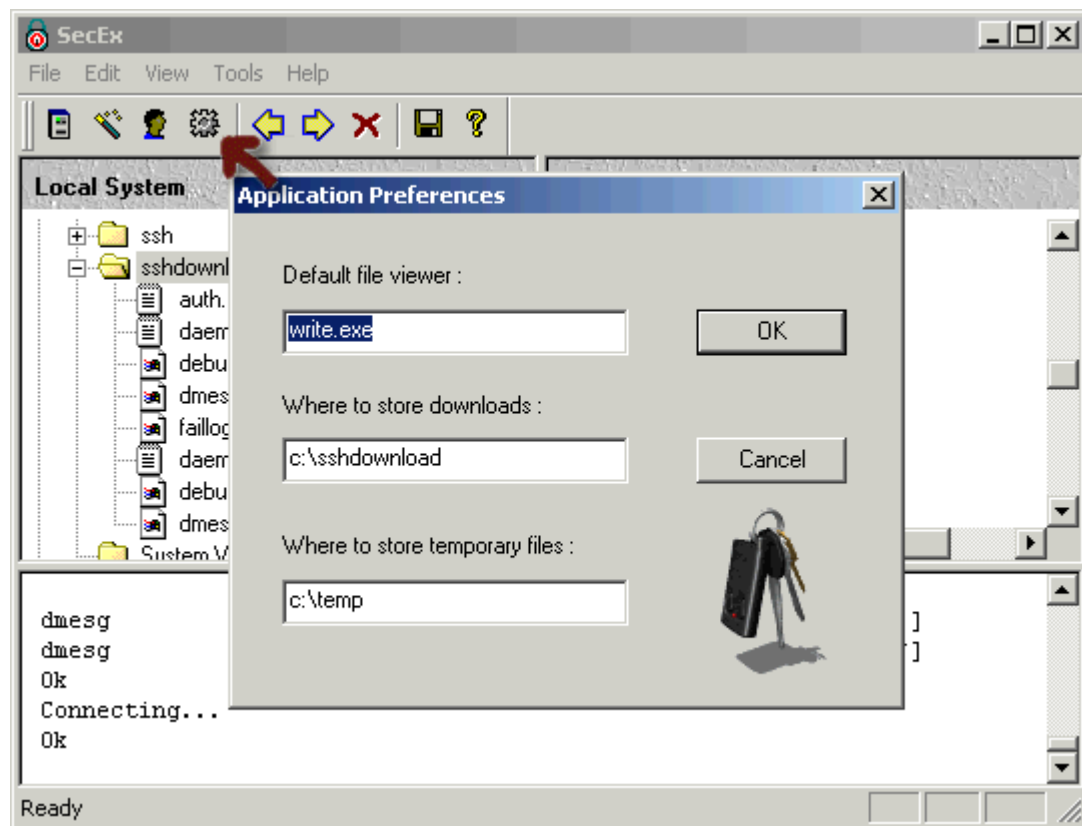 SecEx
File Edit View Tools Help
Local System
ssh
sshdownl
auth.
daem
debu
dmes
faillog
daem
debu
dmes
System V
Application Preferences
Default file viewer :
write.exe
OK
Where to store downloads :
c:\sshdownload
Cancel
Where to store temporary files :
c:\temp
dmesg ]
dmesg ]
Ok
Connecting...
Ok
Ready